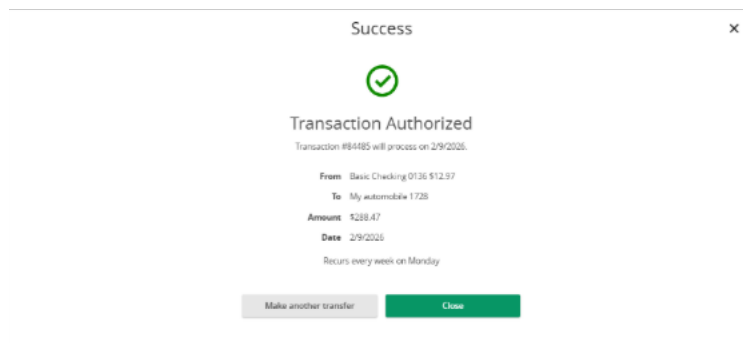 Success
Transaction Authorized
Transaction #84485 will process on 2/9/2026.
From Basic Checking 0136 $12.97
To My automobile 1728
Amount $288.47
Date 2/9/2026
Recurs every week on Monday
Make another transfer Close